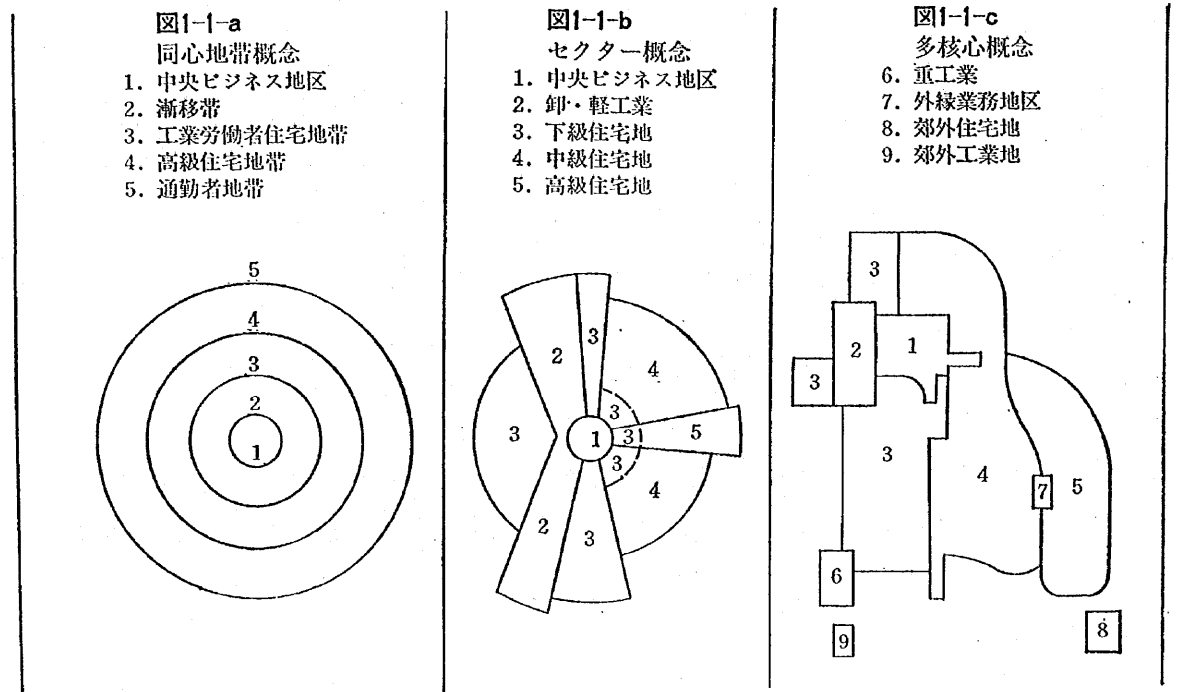 図1-1-a
同心地帯概念
1. 中央ビジネス地区
2. 漸移帯
3. 工業労働者住宅地帯
4. 高級住宅地帯
5. 通勤者地帯
5
4
3
2
1
図1-1-b
セクター概念
1. 中央ビジネス地区
2. 卸・軽工業
3. 下級住宅地
4. 中級住宅地
5. 高級住宅地
3
2
4
3
3
1
3
5
3
4
2
3
図1-1-c
多核心概念
6. 重工業
7. 外縁業務地区
8. 郊外住宅地
9. 郊外工業地
3
2
1
3
3
4
7
5
6
8
9